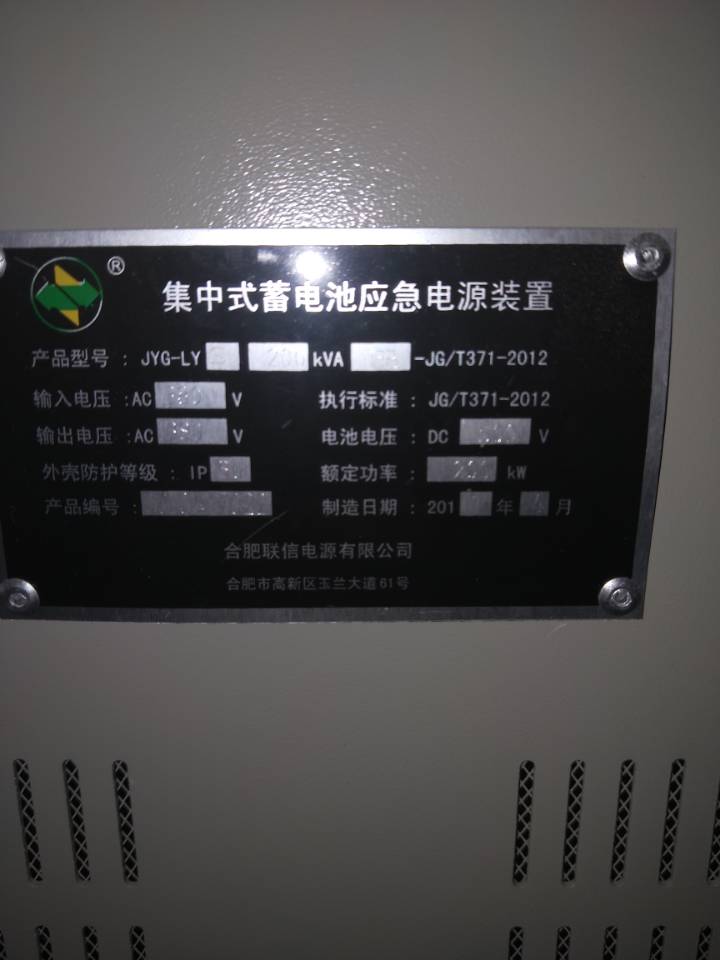 ®
集中式蓄电池应急电源装置
产品型号： JYG-LY 200 kVA -JG/T371-2012
输入电压：AC V 执行标准： JG/T371-2012
输出电压：AC V 电池电压： DC V
外壳防护等级： IP 额定功率： kW
产品编号： 制造日期： 201 年 月
合肥联信电源有限公司
合肥市高新区玉兰大道61号